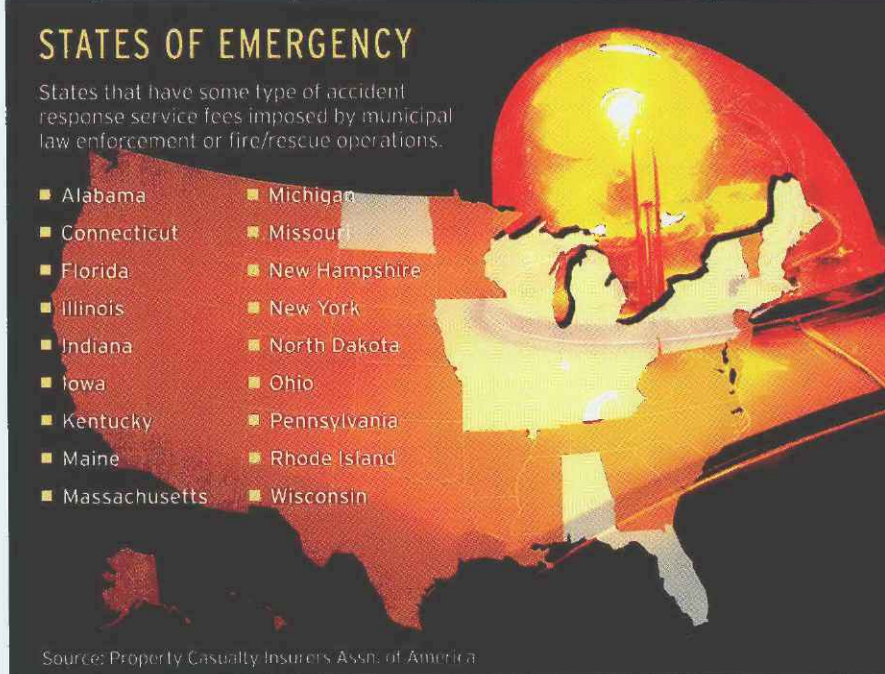 STATES OF EMERGENCY
States that have some type of accident
response service fees imposed by municipal
law enforcement or fire/rescue operations.
Alabama
Connecticut
Florida
Illinois
Indiana
Iowa
Kentucky
Maine
Massachusetts
Michigan
Missouri
New Hampshire
New York
North Dakota
Ohio
Pennsylvania
Rhode Island
Wisconsin
Source: Property Casualty Insurers Assn. of America